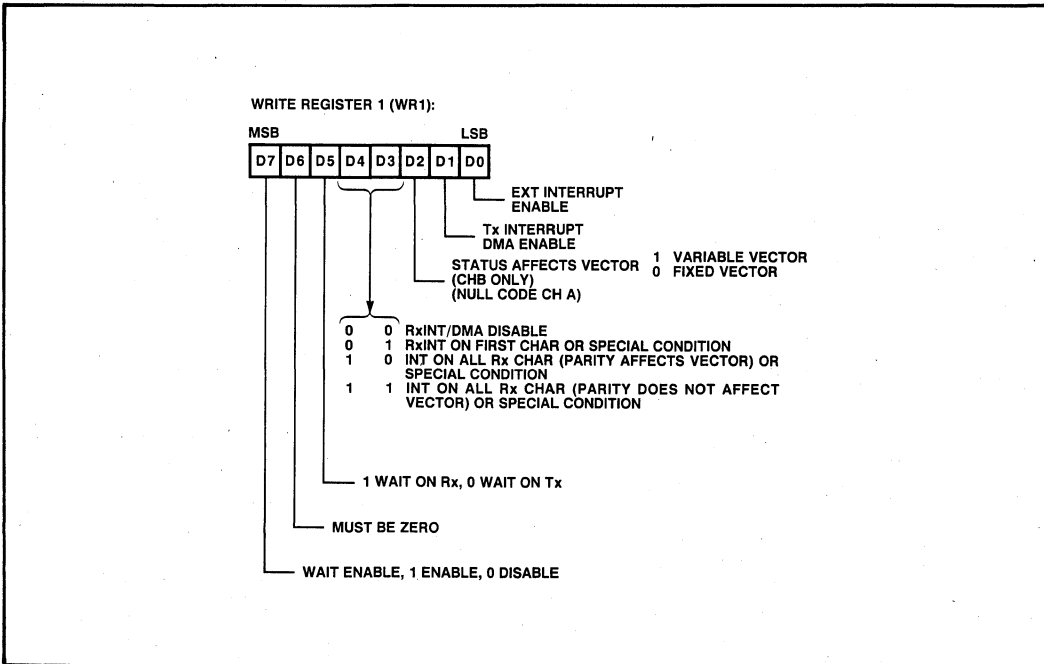 WRITE REGISTER 1 (WR1):
MSB LSB
D7 D6 D5 D4 D3 D2 D1 D0
EXT INTERRUPT
ENABLE
Tx INTERRUPT
DMA ENABLE
STATUS AFFECTS VECTOR 1 VARIABLE VECTOR
(CHB ONLY) 0 FIXED VECTOR
(NULL CODE CH A)
0 0 RxINT/DMA DISABLE
0 1 RxINT ON FIRST CHAR OR SPECIAL CONDITION
1 0 INT ON ALL Rx CHAR (PARITY AFFECTS VECTOR) OR
SPECIAL CONDITION
1 1 INT ON ALL Rx CHAR (PARITY DOES NOT AFFECT
VECTOR) OR SPECIAL CONDITION
1 WAIT ON Rx, 0 WAIT ON Tx
MUST BE ZERO
WAIT ENABLE, 1 ENABLE, 0 DISABLE